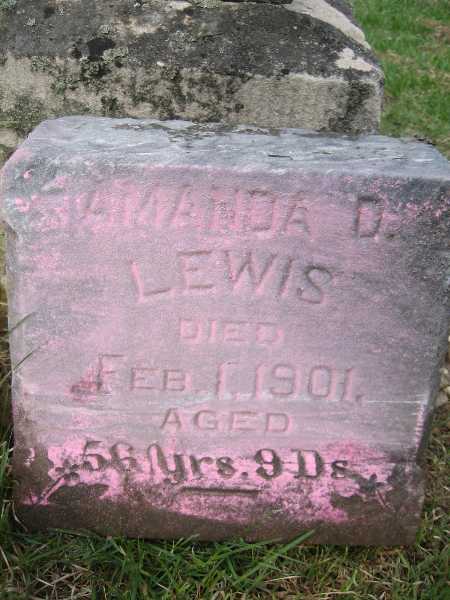 AMANDA D.
LEWIS
DIED
FEB. 1. 1901.
AGED
56 Yrs. 9 Ds.